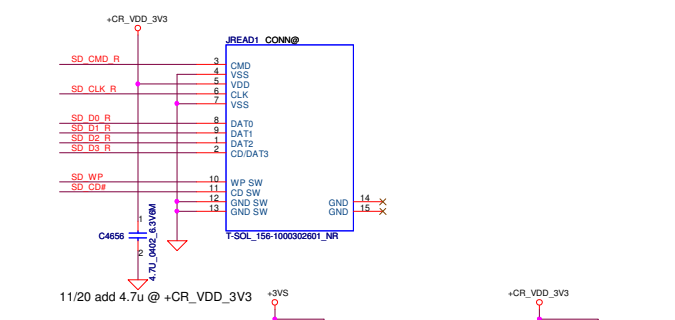 +CR_VDD_3V3
JREAD1 CONN@
SD_CMD_R 3 CMD
4 VSS
5 VDD
SD_CLK_R 6 CLK
7 VSS
SD_D0_R 8 DAT0
SD_D1_R 9 DAT1
SD_D2_R 1 DAT2
SD_D3_R 2 CD/DAT3
SD_WP 10 WP SW
SD_CD# 11 CD SW
12 GND SW GND 14
13 GND SW GND 15
T-SOL_156-1000302601_NR
1
C4656
2
4.7U_0402_6.3V6M
11/20 add 4.7u @ +CR_VDD_3V3
+3VS
+CR_VDD_3V3